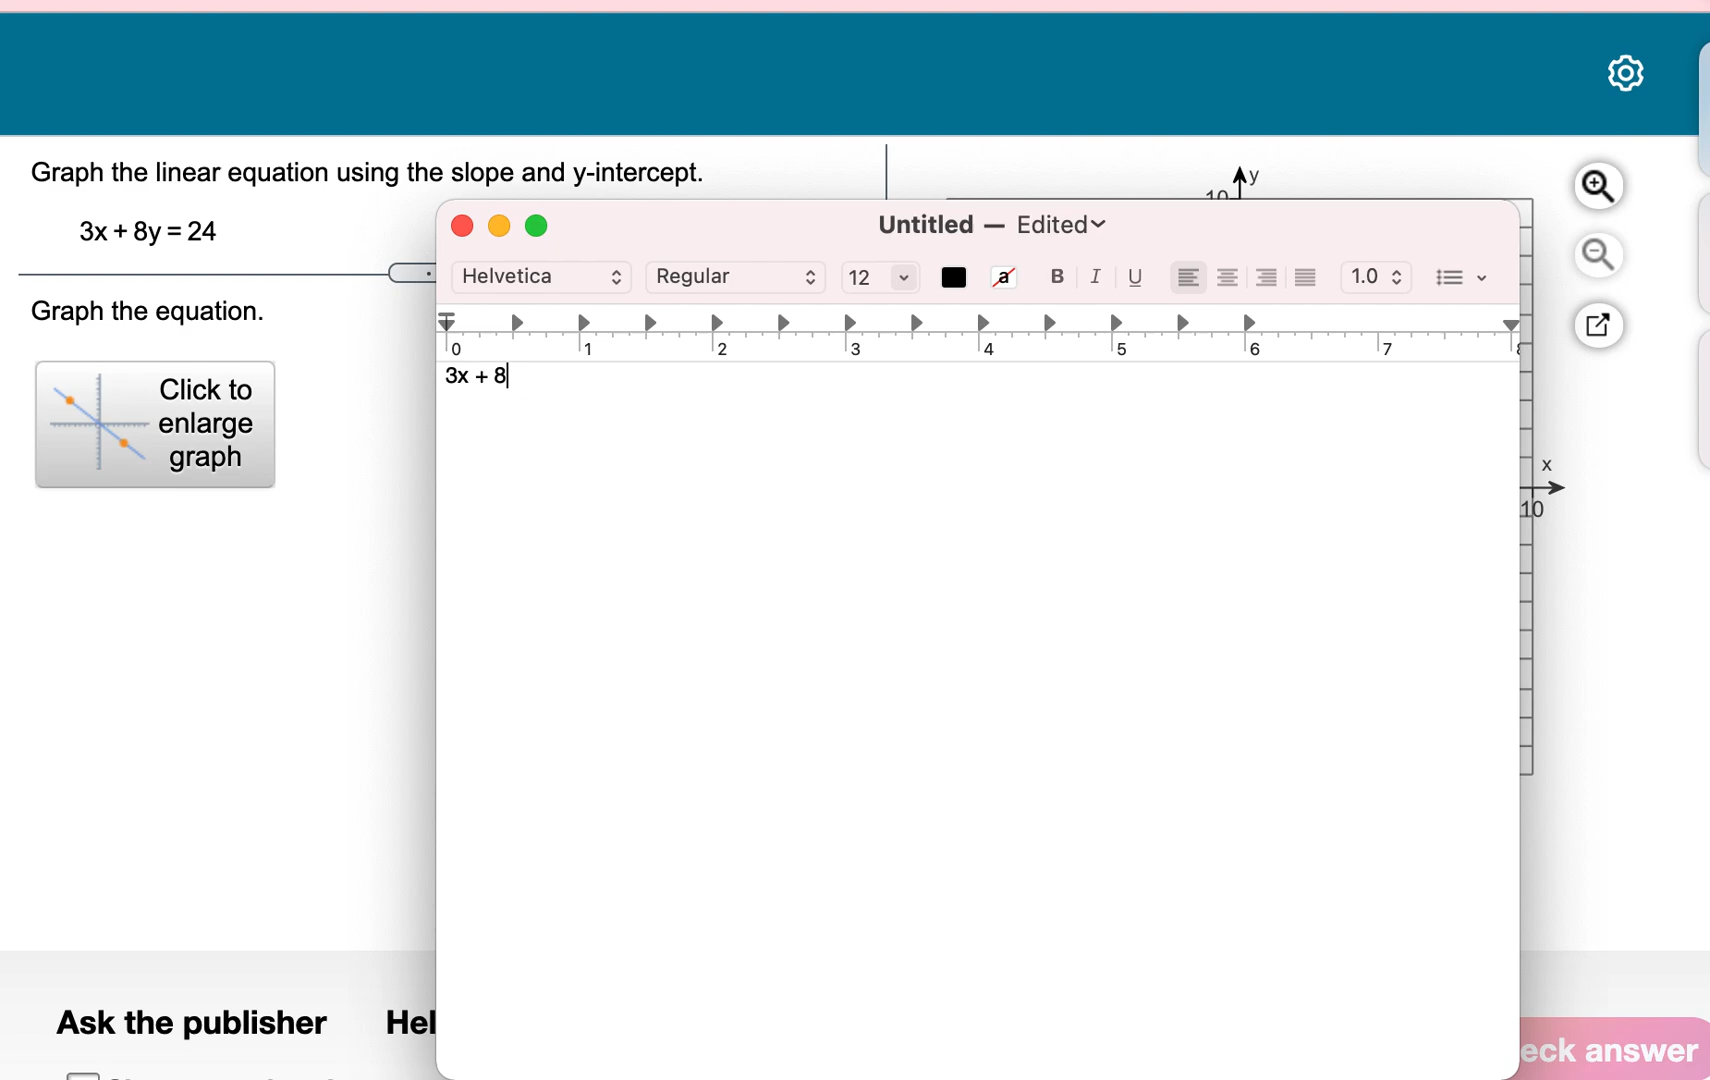 Graph the linear equation using the slope and y-intercept.
3x + 8y = 24
Graph the equation.
Click to
enlarge
graph
y
x
10
Untitled — Edited
Helvetica
Regular
12
a
B
I
U
1.0
0
1
2
3
4
5
6
7
3x + 8
Ask the publisher
Hel
eck answer